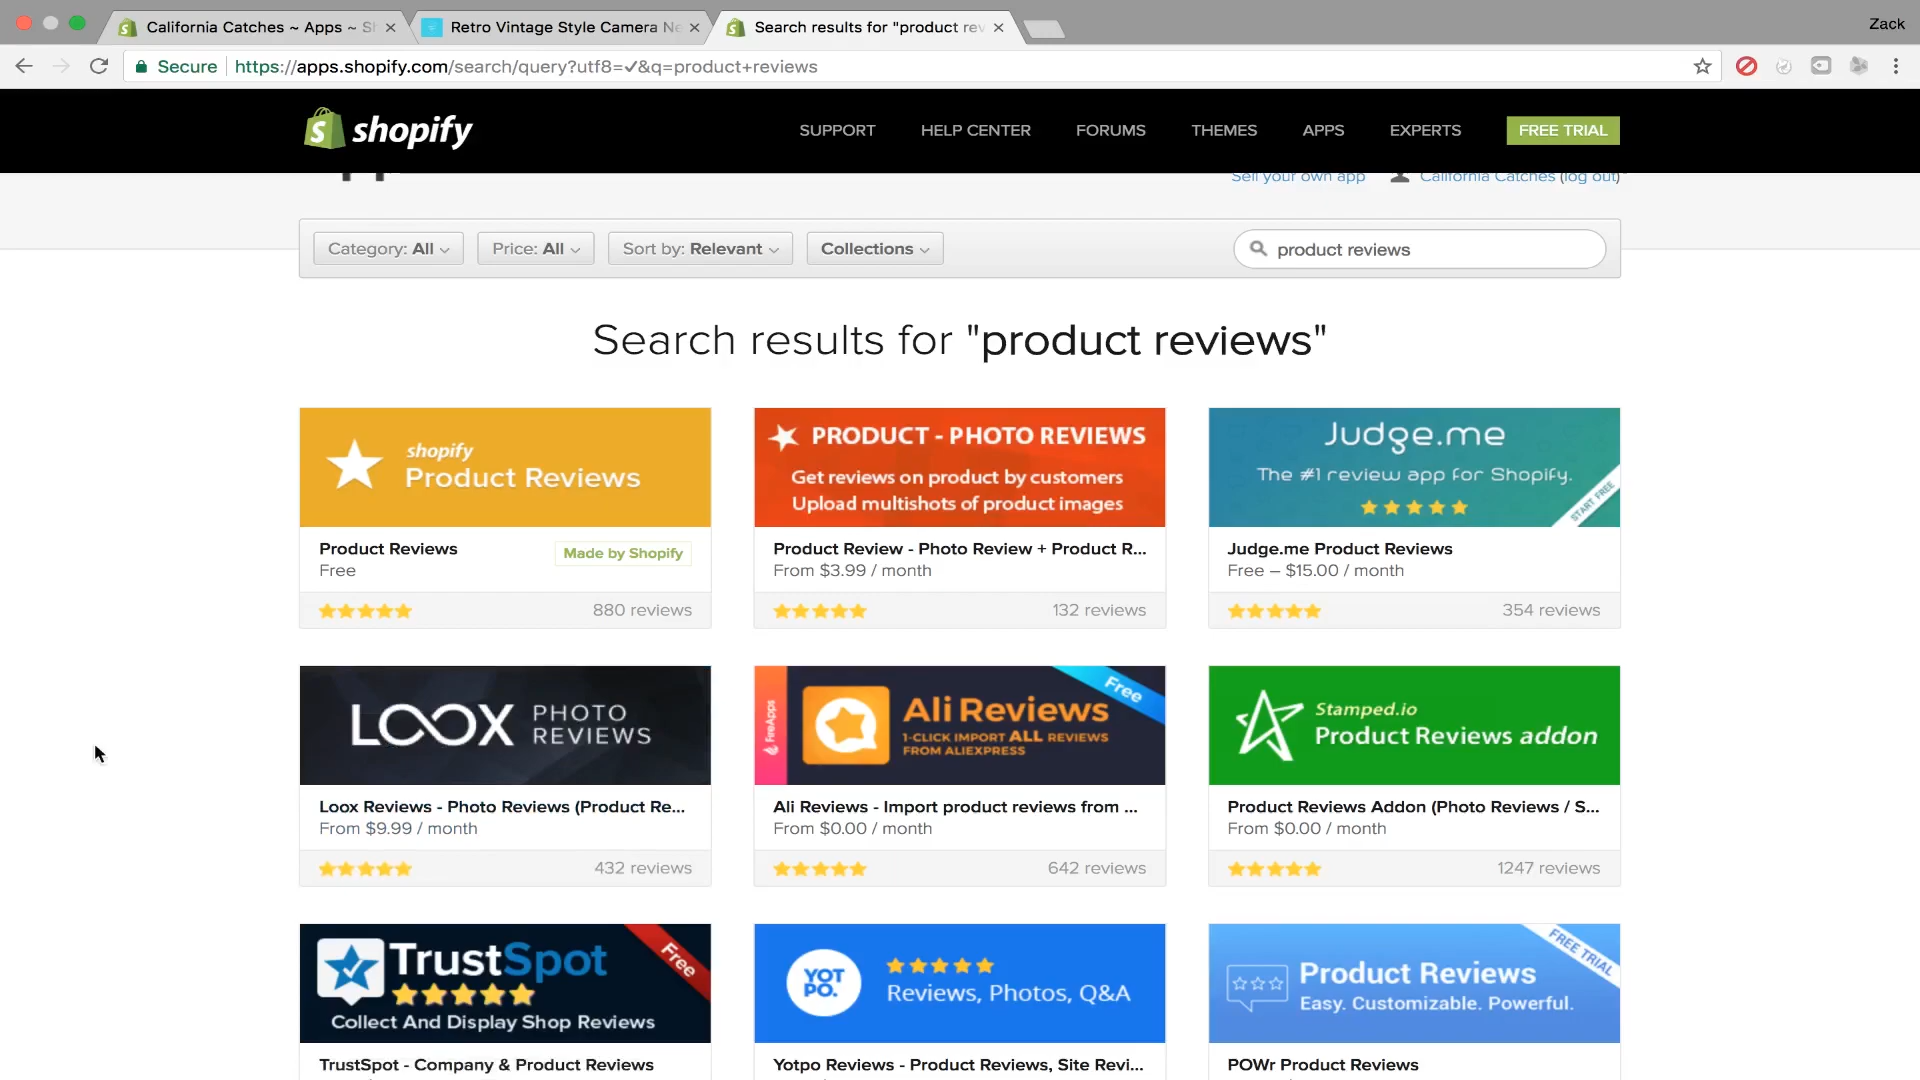 California Catches ~ Apps ~ Sh
Retro Vintage Style Camera Ne
Search results for "product rev
Zack
Secure
https://apps.shopify.com/search/query?utf8=✓&q=product+reviews
shopify
SUPPORT
HELP CENTER
FORUMS
THEMES
APPS
EXPERTS
FREE TRIAL
Sell your own app
California Catches (log out)
Category: All
Price: All
Sort by: Relevant
Collections
product reviews
Search results for "product reviews"
shopify
Product Reviews
Product Reviews
Made by Shopify
Free
880 reviews
PRODUCT - PHOTO REVIEWS
Get reviews on product by customers
Upload multishots of product images
Product Review - Photo Review + Product R...
From $3.99 / month
132 reviews
Judge.me
The #1 review app for Shopify.
START FREE
Judge.me Product Reviews
Free – $15.00 / month
354 reviews
LOOX PHOTO REVIEWS
Loox Reviews - Photo Reviews (Product Re...
From $9.99 / month
432 reviews
FireApps
Free
Ali Reviews
1-CLICK IMPORT ALL REVIEWS
FROM ALIEXPRESS
Ali Reviews - Import product reviews from ...
From $0.00 / month
642 reviews
Stamped.io
Product Reviews addon
Product Reviews Addon (Photo Reviews / S...
From $0.00 / month
1247 reviews
TrustSpot
Free
Collect And Display Shop Reviews
TrustSpot - Company & Product Reviews
YOTPO.
Reviews, Photos, Q&A
Yotpo Reviews - Product Reviews, Site Revi...
FREE TRIAL
Product Reviews
Easy. Customizable. Powerful.
POWr Product Reviews